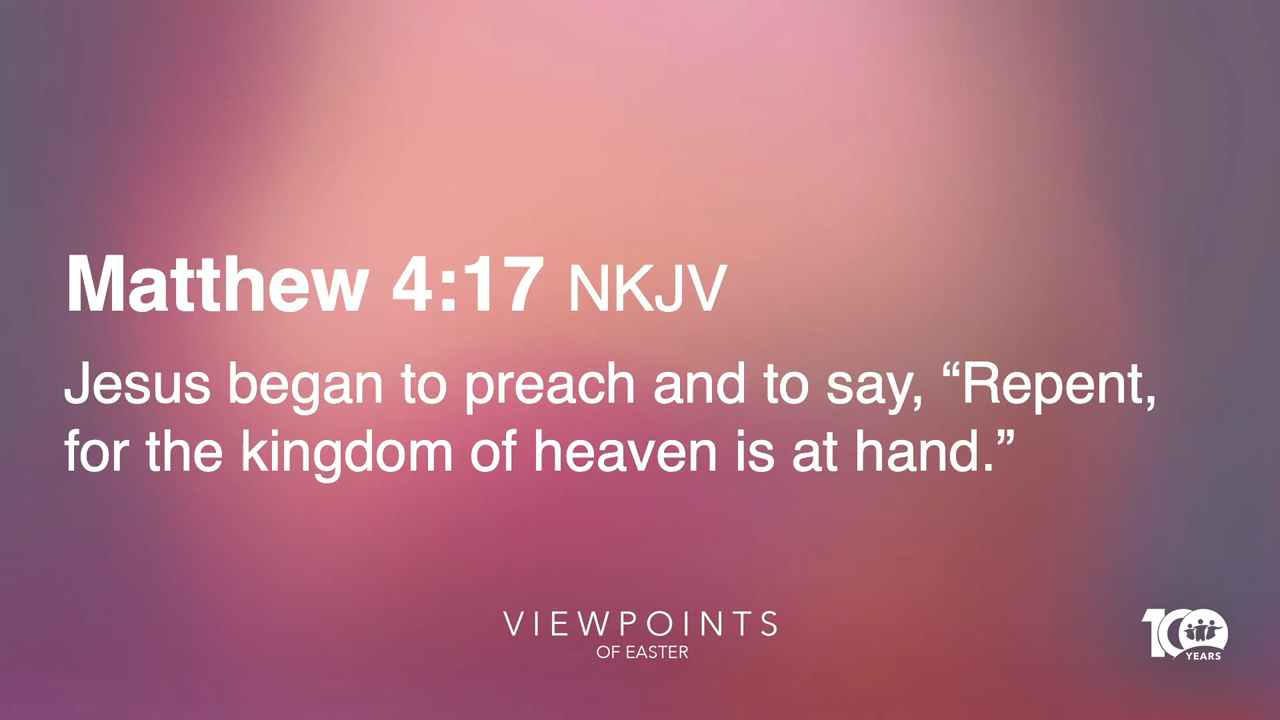 Matthew 4:17 NKJV
Jesus began to preach and to say, “Repent,
for the kingdom of heaven is at hand.”
VIEWPOINTS
OF EASTER
100
YEARS